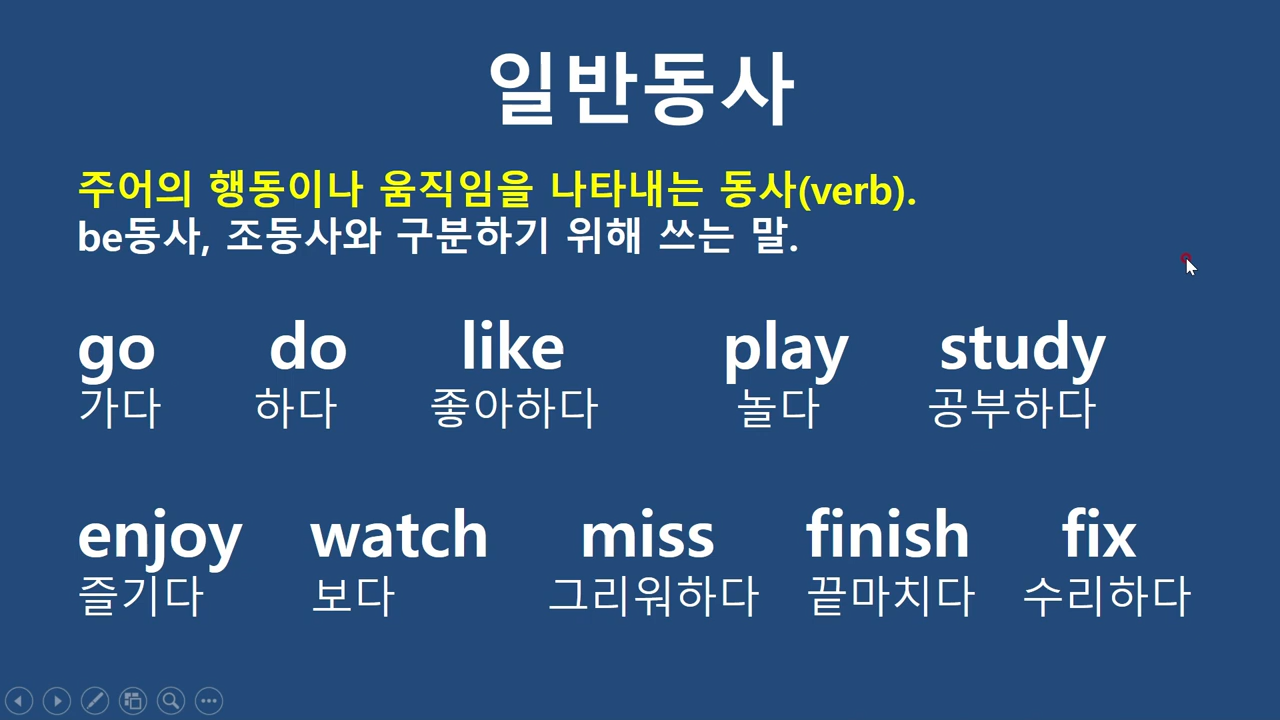 일반동사
주어의 행동이나 움직임을 나타내는 동사(verb).
be동사, 조동사와 구분하기 위해 쓰는 말.
go do like play study
가다 하다 좋아하다 놀다 공부하다
enjoy watch miss finish fix
즐기다 보다 그리워하다 끝마치다 수리하다